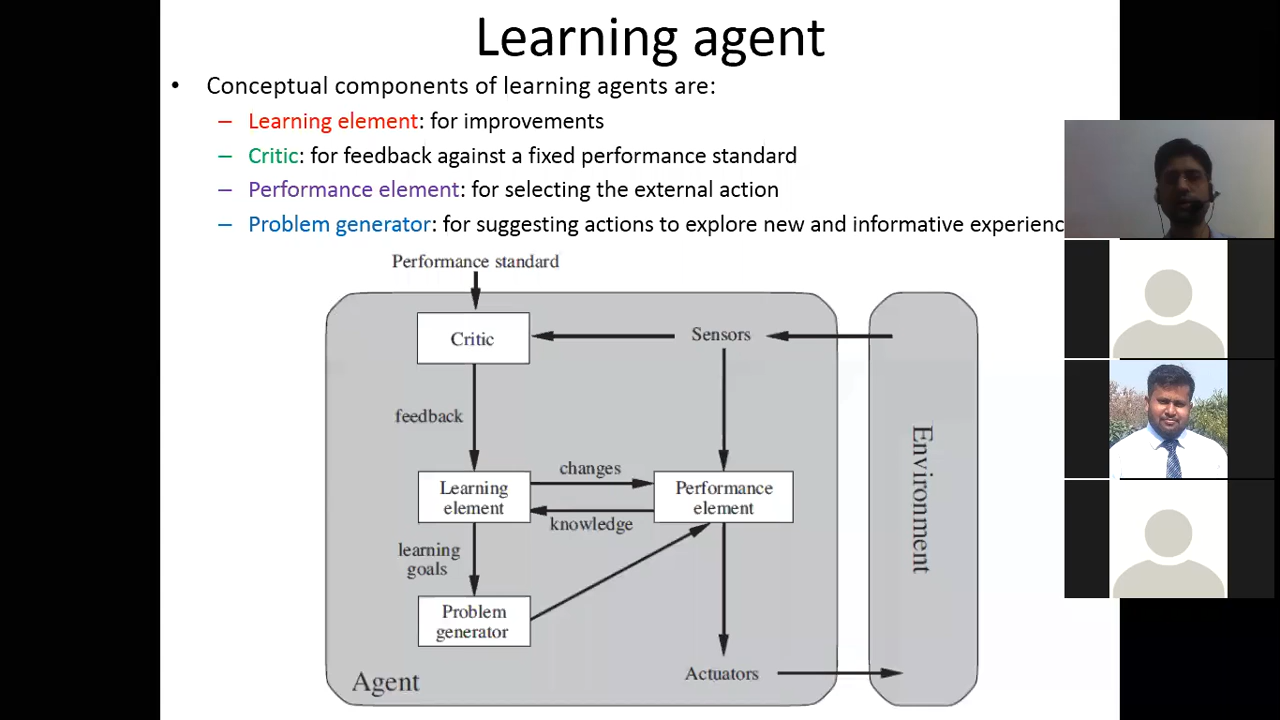 Learning agent
• Conceptual components of learning agents are:
– Learning element: for improvements
– Critic: for feedback against a fixed performance standard
– Performance element: for selecting the external action
– Problem generator: for suggesting actions to explore new and informative experienc
Performance standard
Critic
Sensors
feedback
changes
Learning
element
Performance
element
knowledge
learning
goals
Problem
generator
Agent
Actuators
Environment